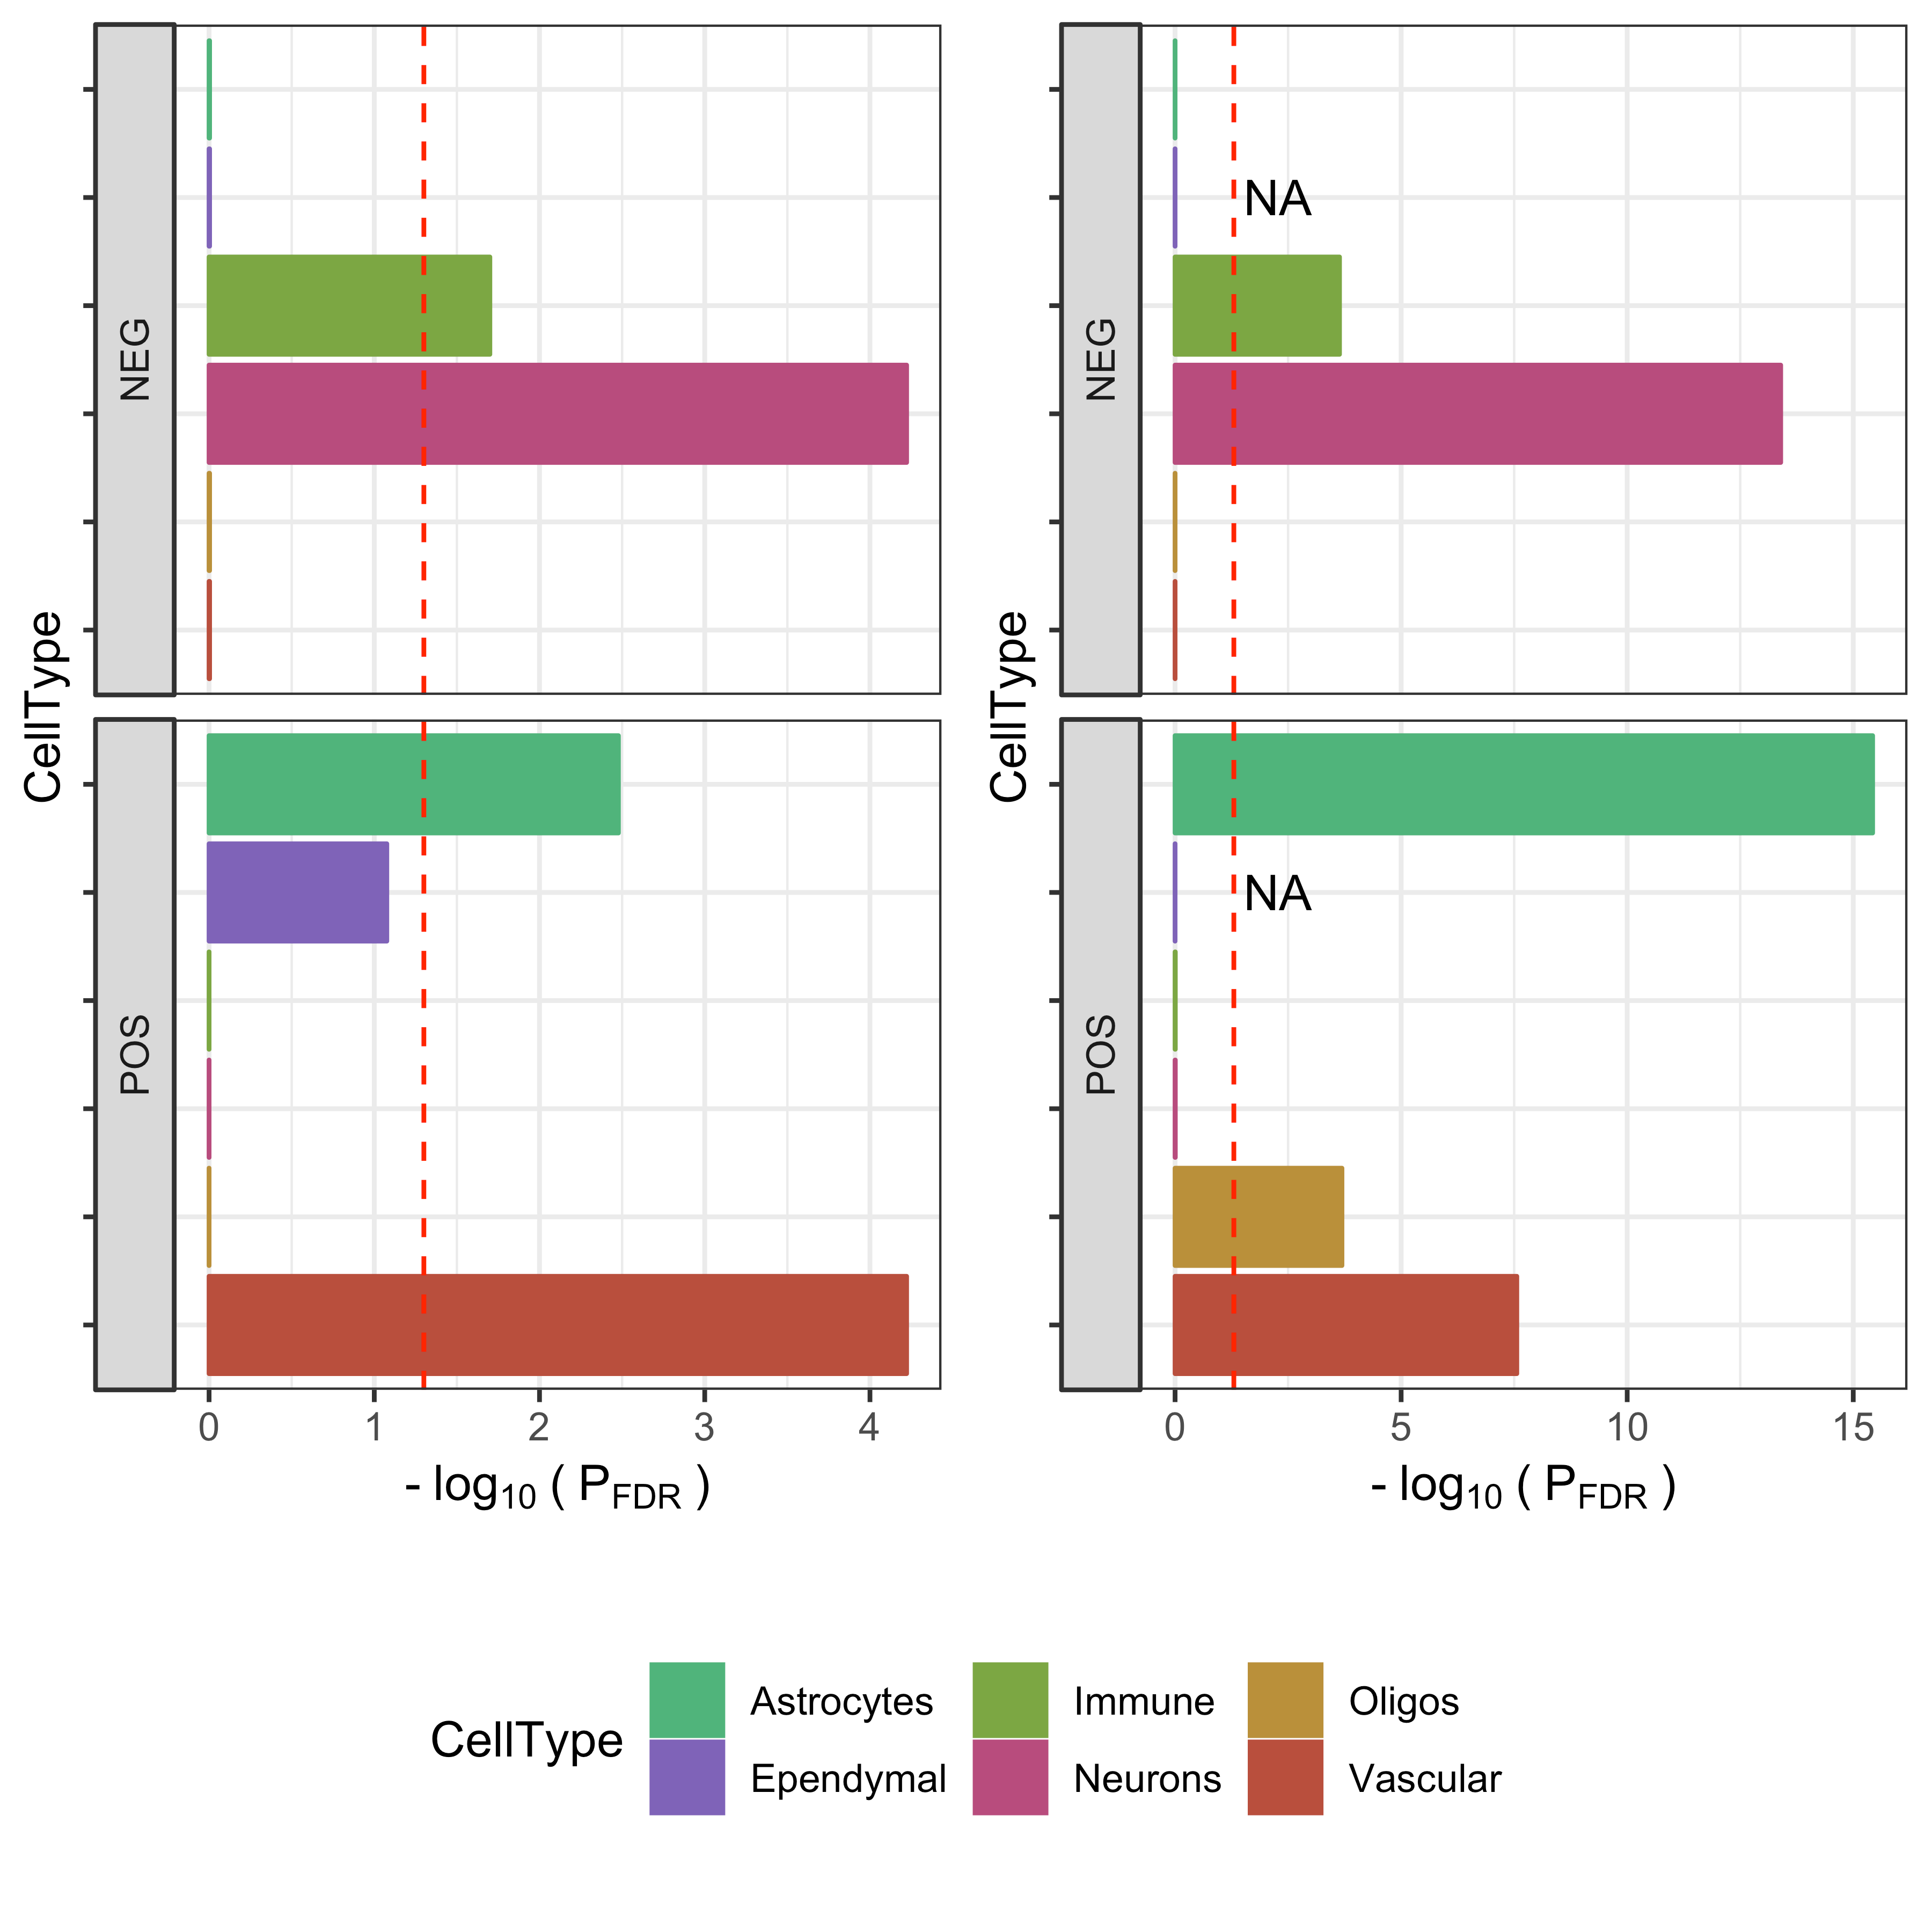 CellType
NEG
POS
0 1 2 3 4
- log10 ( PFDR )
CellType
NEG
NA
POS
NA
0 5 10 15
- log10 ( PFDR )
CellType
Astrocytes Immune Oligos
Ependymal Neurons Vascular